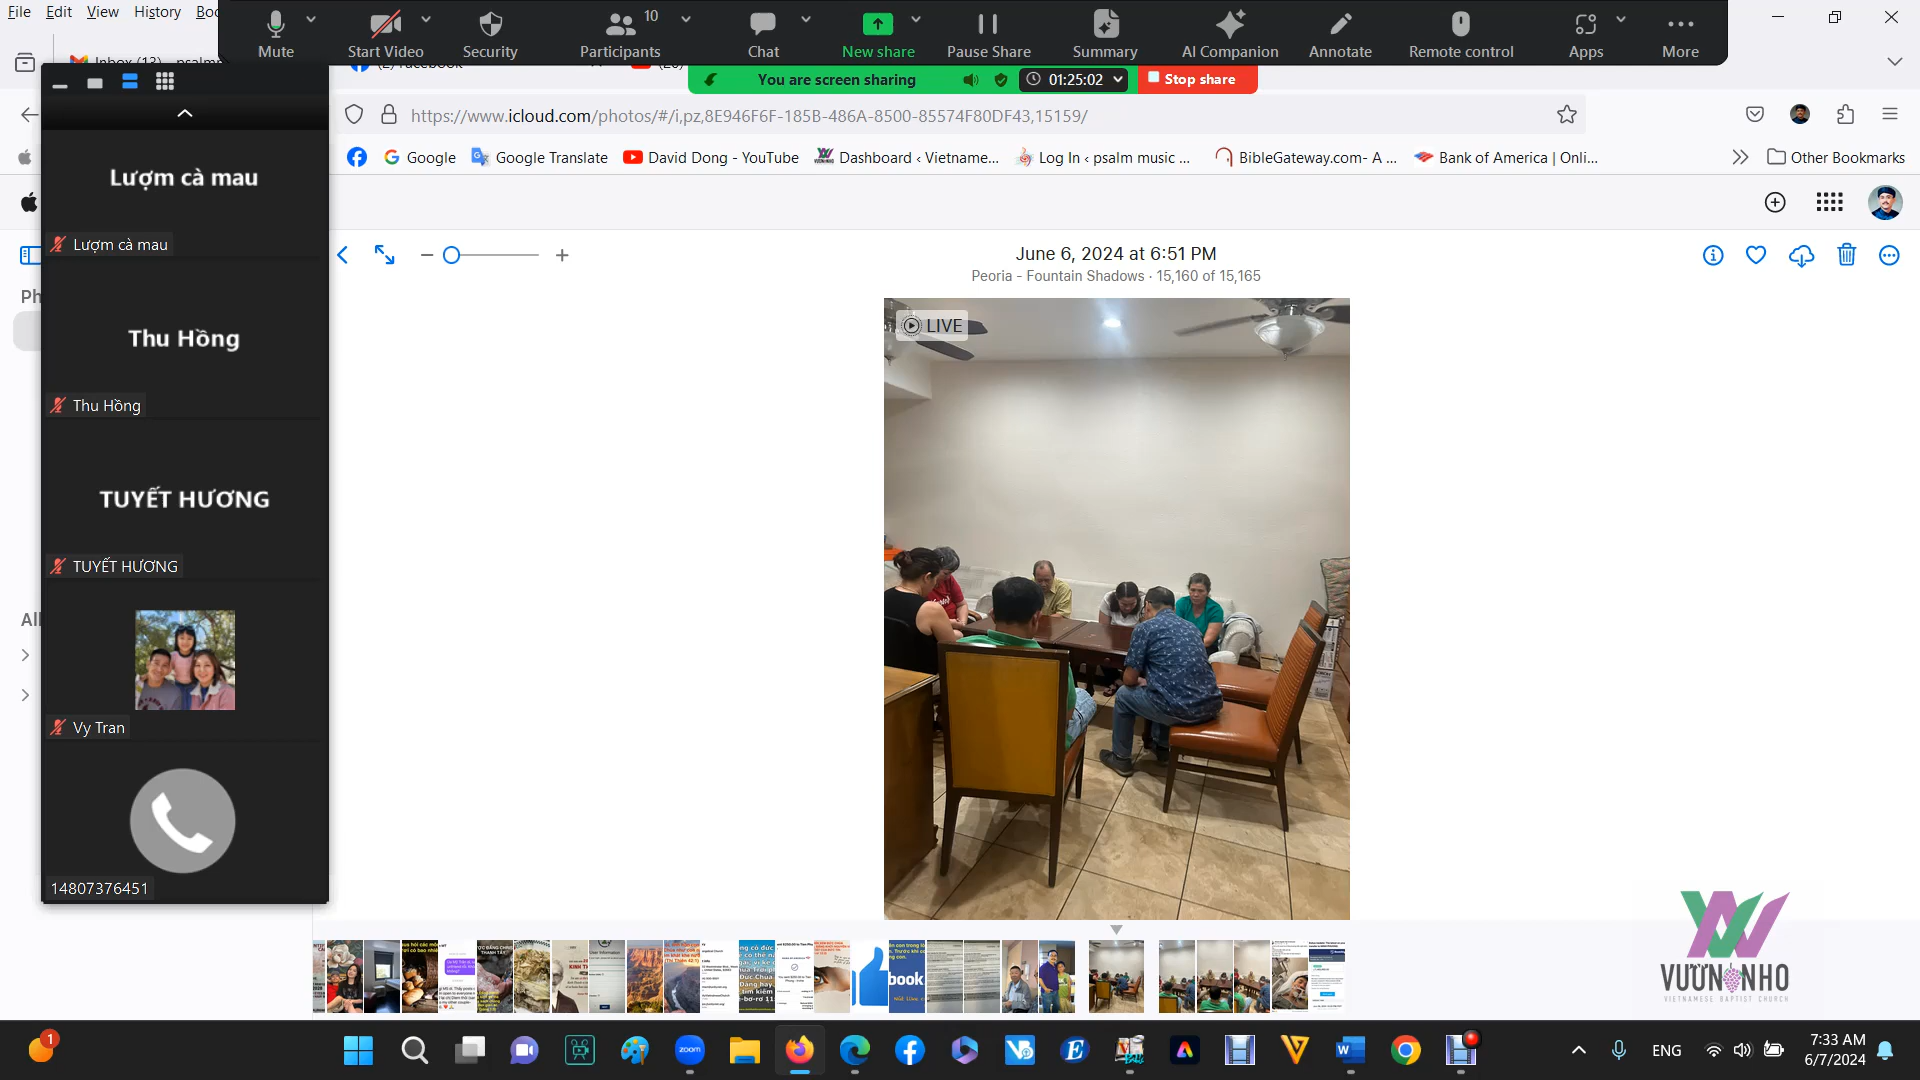 File Edit View History
Mute
Start Video
Security
Participants
10
Chat
New share
Pause Share
Summary
AI Companion
Annotate
Remote control
Apps
More
You are screen sharing
01:25:02
Stop share
https://www.icloud.com/photos/#/i,pz,8E946F6F-185B-486A-8500-85574F80DF43,15159/
Google
Google Translate
David Dong - YouTube
Dashboard ‹ Vietname...
Log In ‹ psalm music ...
BibleGateway.com- A ...
Bank of America | Onli...
Other Bookmarks
June 6, 2024 at 6:51 PM
Peoria - Fountain Shadows · 15,160 of 15,165
LIVE
Lượm cà mau
Lượm cà mau
Thu Hồng
Thu Hồng
TUYẾT HƯƠNG
TUYẾT HƯƠNG
Vy Tran
14807376451
VƯỜN NHO
VIETNAMESE BAPTIST CHURCH
1
zoom
ENG
7:33 AM
6/7/2024